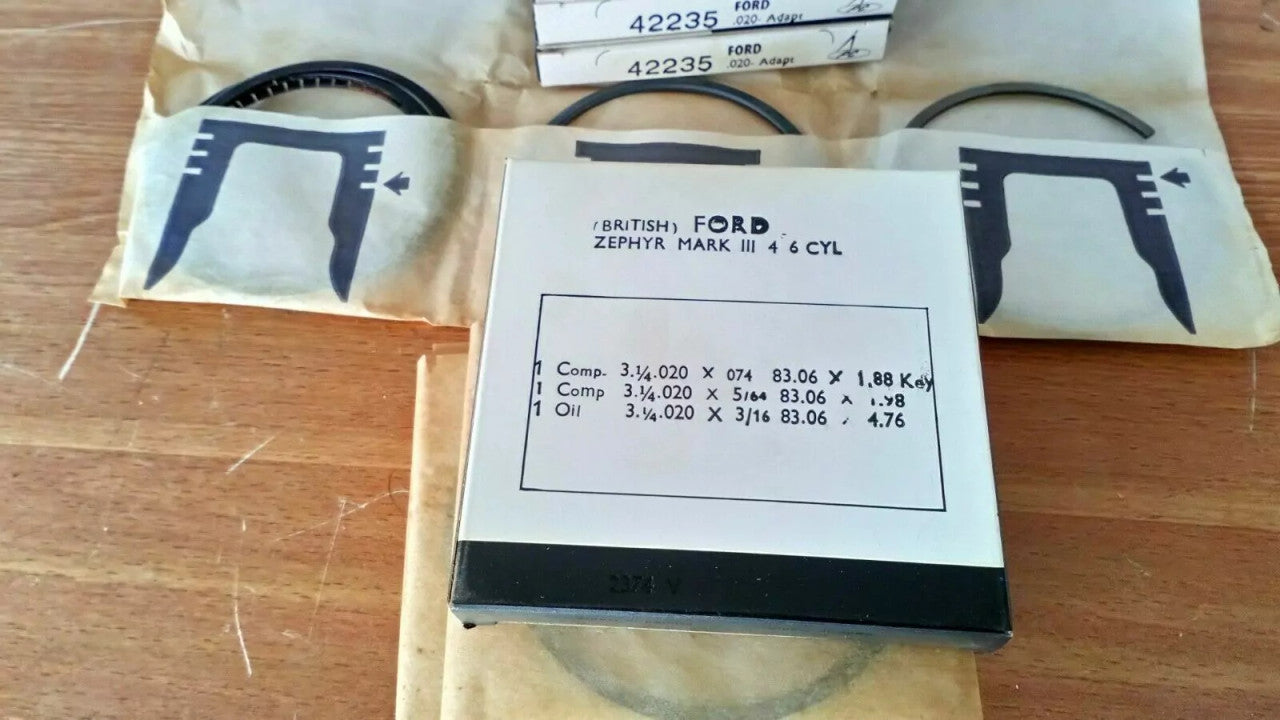 FORD
42235 .020- Adapt
FORD
42235 .020- Adapt
(BRITISH) FORD
ZEPHYR MARK III 4 6 CYL
1 Comp. 3.¼.020 X 074 83.06 X 1.88 Key
1 Comp 3.¼.020 X 5/64 83.06 x 1.98
1 Oil 3.¼.020 X 3/16 83.06 4.76
2374 V